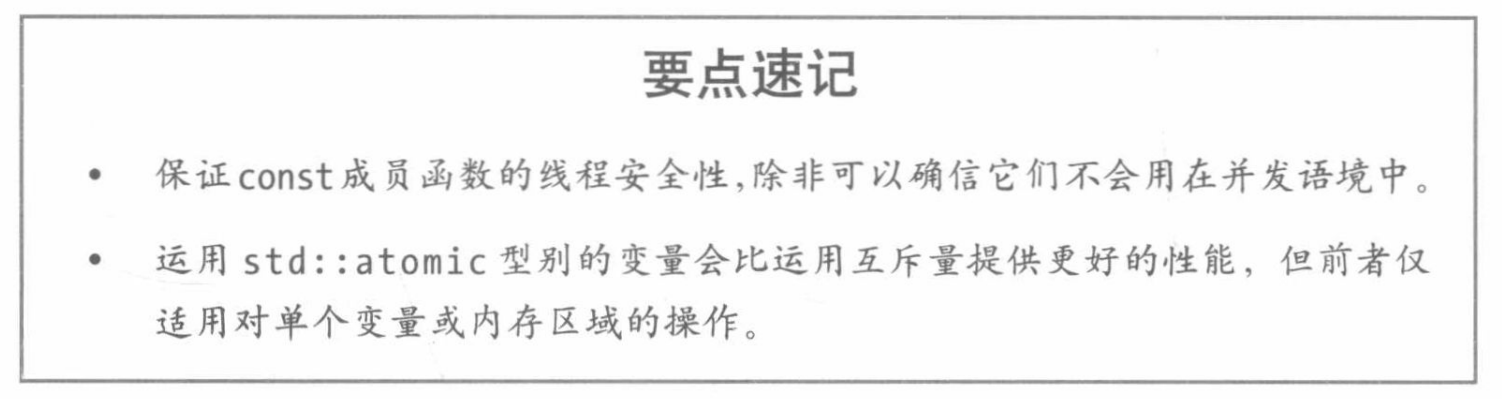 要点速记
• 保证const成员函数的线程安全性,除非可以确信它们不会用在并发语境中。
• 运用 std::atomic 型别的变量会比运用互斥量提供更好的性能，但前者仅
适用对单个变量或内存区域的操作。